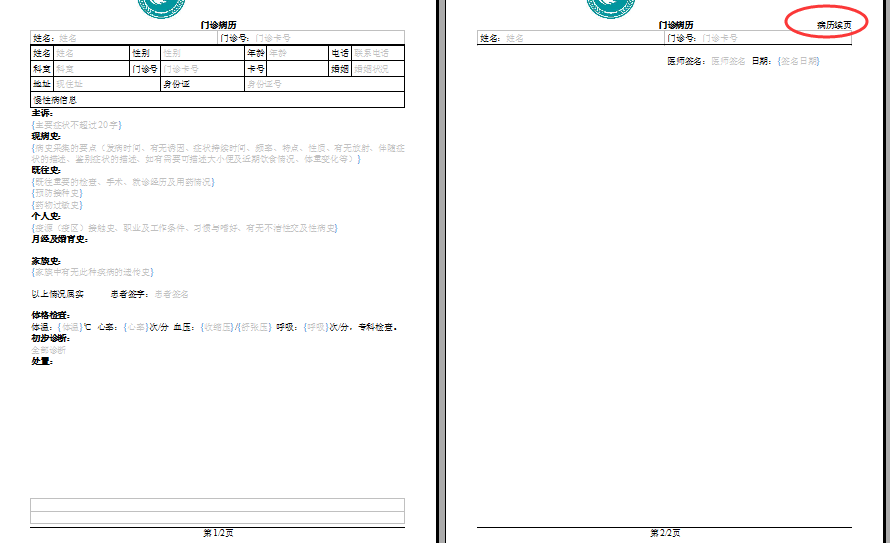 门诊病历
姓名：姓名 门诊号：门诊卡号
姓名 姓名 性别 性别 年龄 年龄 电话 联系电话
科室 科室 门诊号 门诊卡号 卡号 婚姻 婚姻状况
地址 现住址 身份证 身份证号
慢性病信息
主诉：
{主要症状不超过20字}
现病史：
{病史采集的要点（发病时间、有无诱因、症状持续时间、频率、特点、性质、有无放射、伴随症
状的描述、鉴别症状的描述、如有需要可描述大小便及近期饮食情况、体重变化等）}
既往史：
{既往重要的检查、手术、就诊经历及用药情况}
{预防接种史}
{药物过敏史}
个人史：
{疫源（疫区）接触史、职业及工作条件、习惯与嗜好、有无不洁性交及性病史}
月经及婚育史：
家族史：
{家族中有无此种疾病的遗传史}
以上情况属实 患者签字：患者签名
体格检查：
体温：{体温}℃ 心率：{心率}次/分 血压：{收缩压}/{舒张压} 呼吸：{呼吸}次/分，专科检查。
初步诊断：
全部诊断
处置：
第1/2页
门诊病历 病历续页
姓名：姓名 门诊号：门诊卡号
医师签名：医师签名 日期：{签名日期}
第2/2页